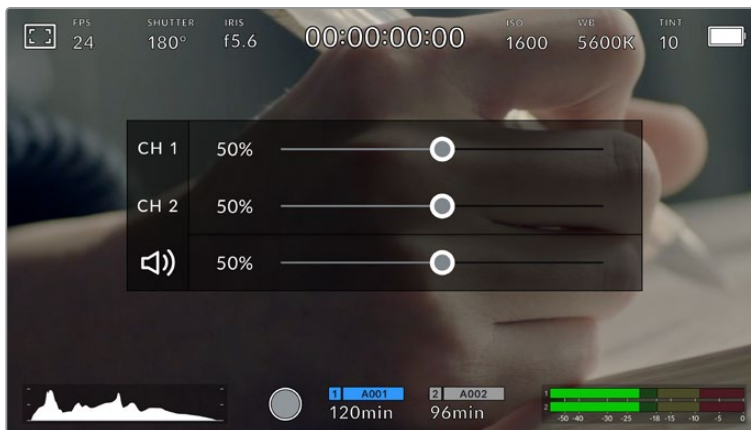 FPS SHUTTER IRIS ISO WB TINT
24 180° f5.6 00:00:00:00 1600 5600K 10
CH 1 50%
CH 2 50%
50%
1 A001 2 A002
120min 96min
1
2
-50 -40 -30 -25 -18 -15 -10 -5 0